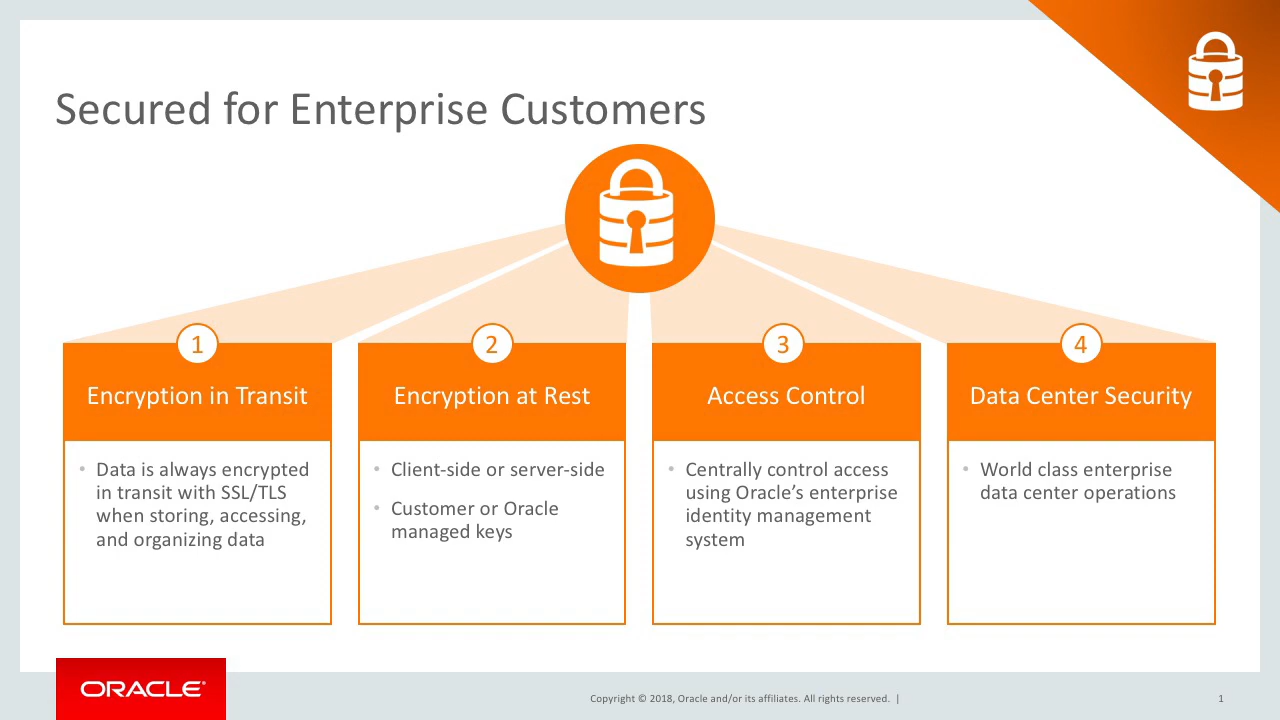 Secured for Enterprise Customers
1
Encryption in Transit
• Data is always encrypted
in transit with SSL/TLS
when storing, accessing,
and organizing data
2
Encryption at Rest
• Client-side or server-side
• Customer or Oracle
managed keys
3
Access Control
• Centrally control access
using Oracle’s enterprise
identity management
system
4
Data Center Security
• World class enterprise
data center operations
ORACLE®
Copyright © 2018, Oracle and/or its affiliates. All rights reserved. |
1